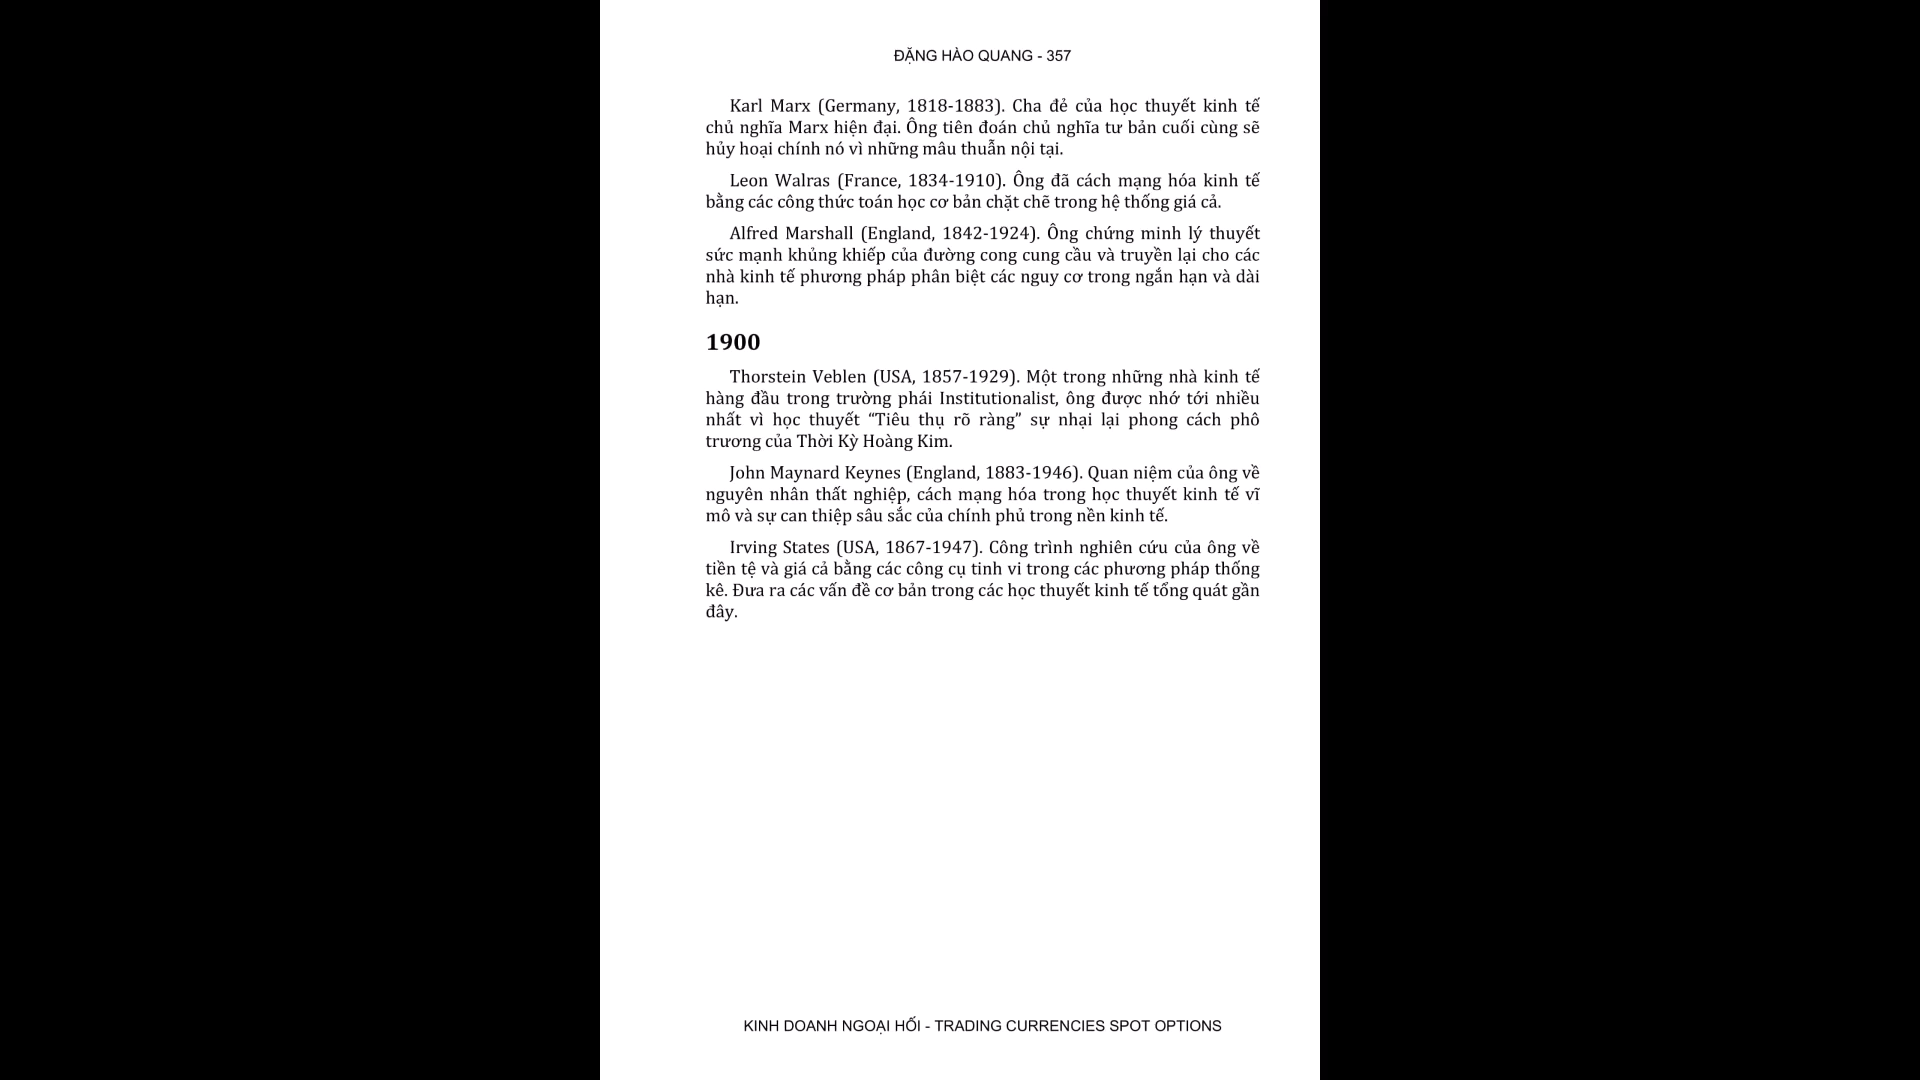 ĐẶNG HÀO QUANG - 357
Karl Marx (Germany, 1818-1883). Cha đẻ của học thuyết kinh tế
chủ nghĩa Marx hiện đại. Ông tiên đoán chủ nghĩa tư bản cuối cùng sẽ
hủy hoại chính nó vì những mâu thuẫn nội tại.
Leon Walras (France, 1834-1910). Ông đã cách mạng hóa kinh tế
bằng các công thức toán học cơ bản chặt chẽ trong hệ thống giá cả.
Alfred Marshall (England, 1842-1924). Ông chứng minh lý thuyết
sức mạnh khủng khiếp của đường cong cung cầu và truyền lại cho các
nhà kinh tế phương pháp phân biệt các nguy cơ trong ngắn hạn và dài
hạn.
1900
Thorstein Veblen (USA, 1857-1929). Một trong những nhà kinh tế
hàng đầu trong trường phái Institutionalist, ông được nhớ tới nhiều
nhất vì học thuyết “Tiêu thụ rõ ràng” sự nhại lại phong cách phô
trương của Thời Kỳ Hoàng Kim.
John Maynard Keynes (England, 1883-1946). Quan niệm của ông về
nguyên nhân thất nghiệp, cách mạng hóa trong học thuyết kinh tế vĩ
mô và sự can thiệp sâu sắc của chính phủ trong nền kinh tế.
Irving States (USA, 1867-1947). Công trình nghiên cứu của ông về
tiền tệ và giá cả bằng các công cụ tinh vi trong các phương pháp thống
kê. Đưa ra các vấn đề cơ bản trong các học thuyết kinh tế tổng quát gần
đây.
KINH DOANH NGOẠI HỐI - TRADING CURRENCIES SPOT OPTIONS